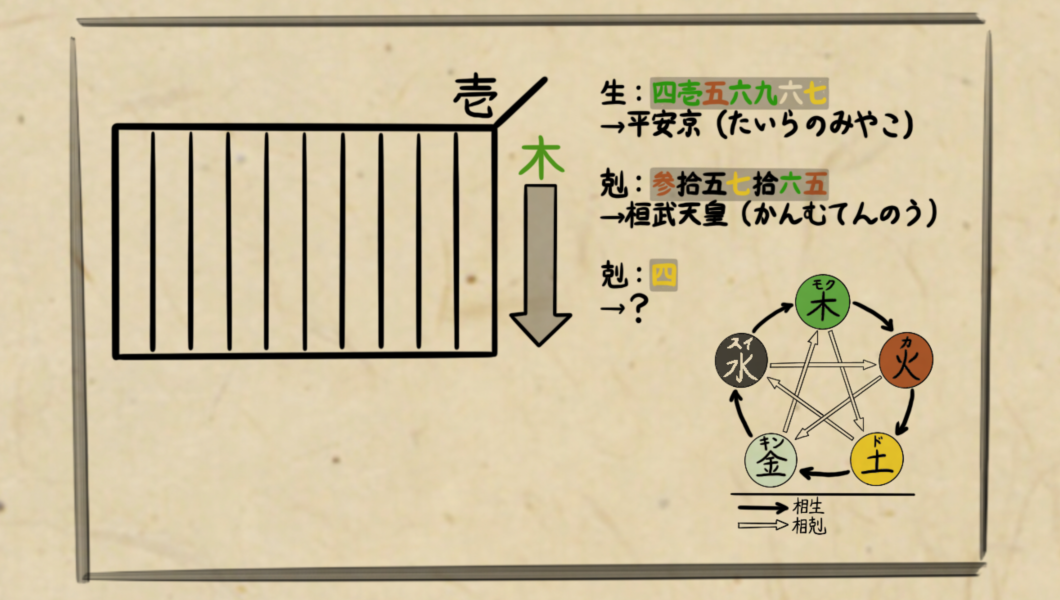 壱
木
生：四壱五六九六七
→平安京（たいらのみやこ）
剋：参拾五七拾六五
→桓武天皇（かんむてんのう）
剋：四
→？
モク
木
カ
火
ド
土
キン
金
スイ
水
相生
相剋